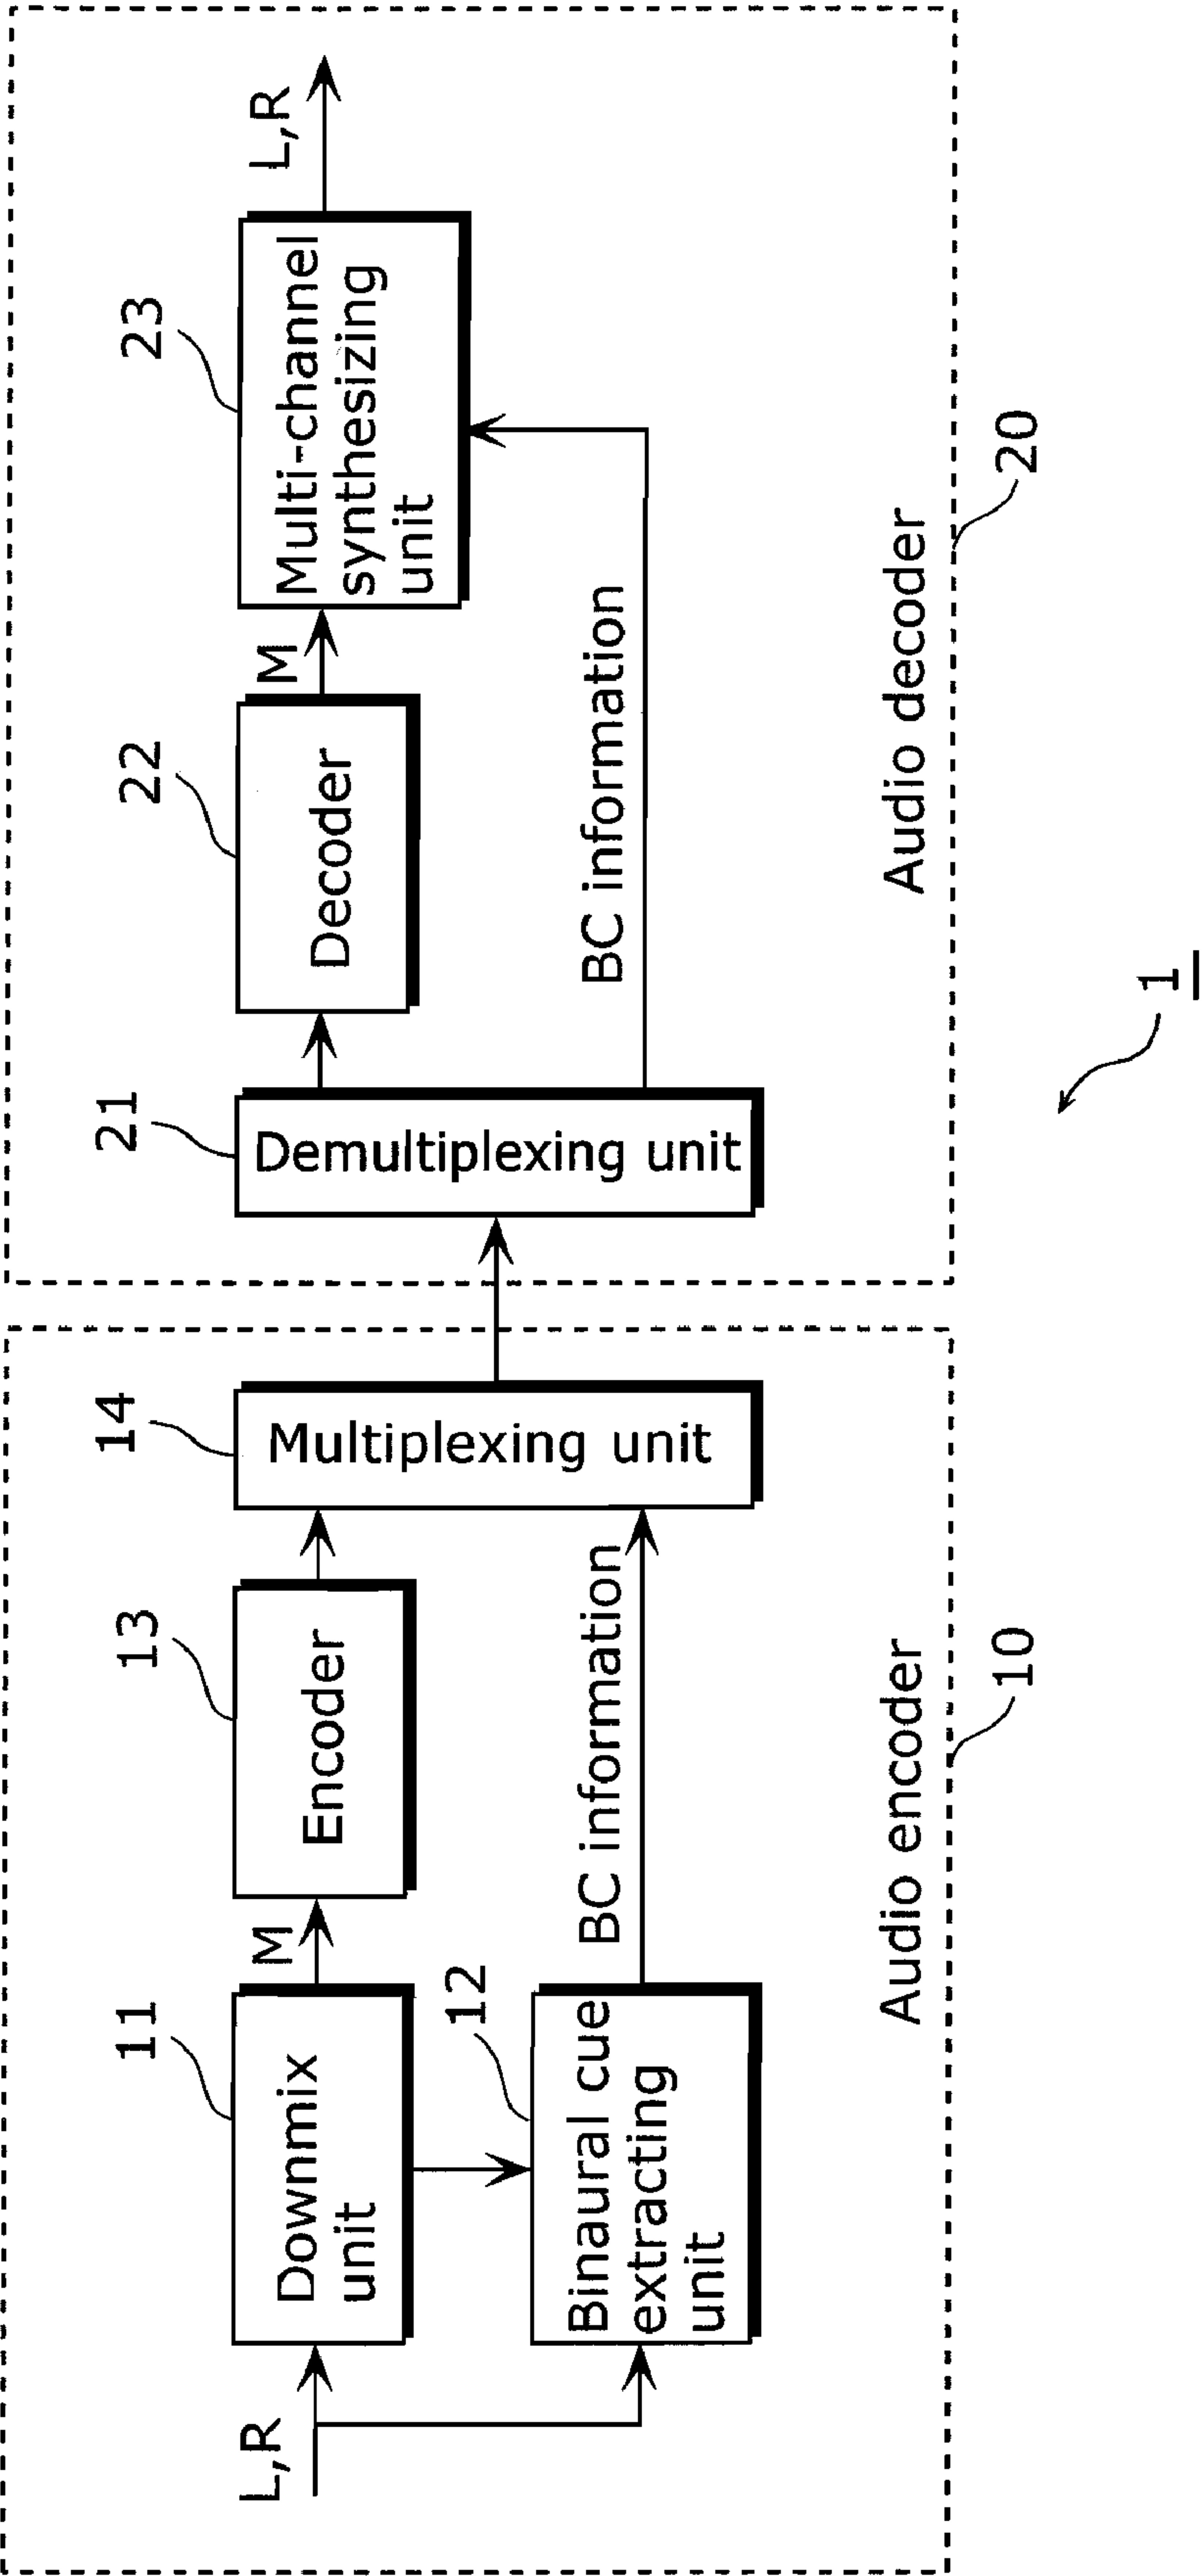 L,R
11
Downmix
unit
M
13
Encoder
14
Multiplexing unit
12
Binaural cue
extracting
unit
BC information
Audio encoder
10
21
Demultiplexing unit
22
Decoder
M
23
Multi-channel
synthesizing
unit
L,R
BC information
Audio decoder
20
1